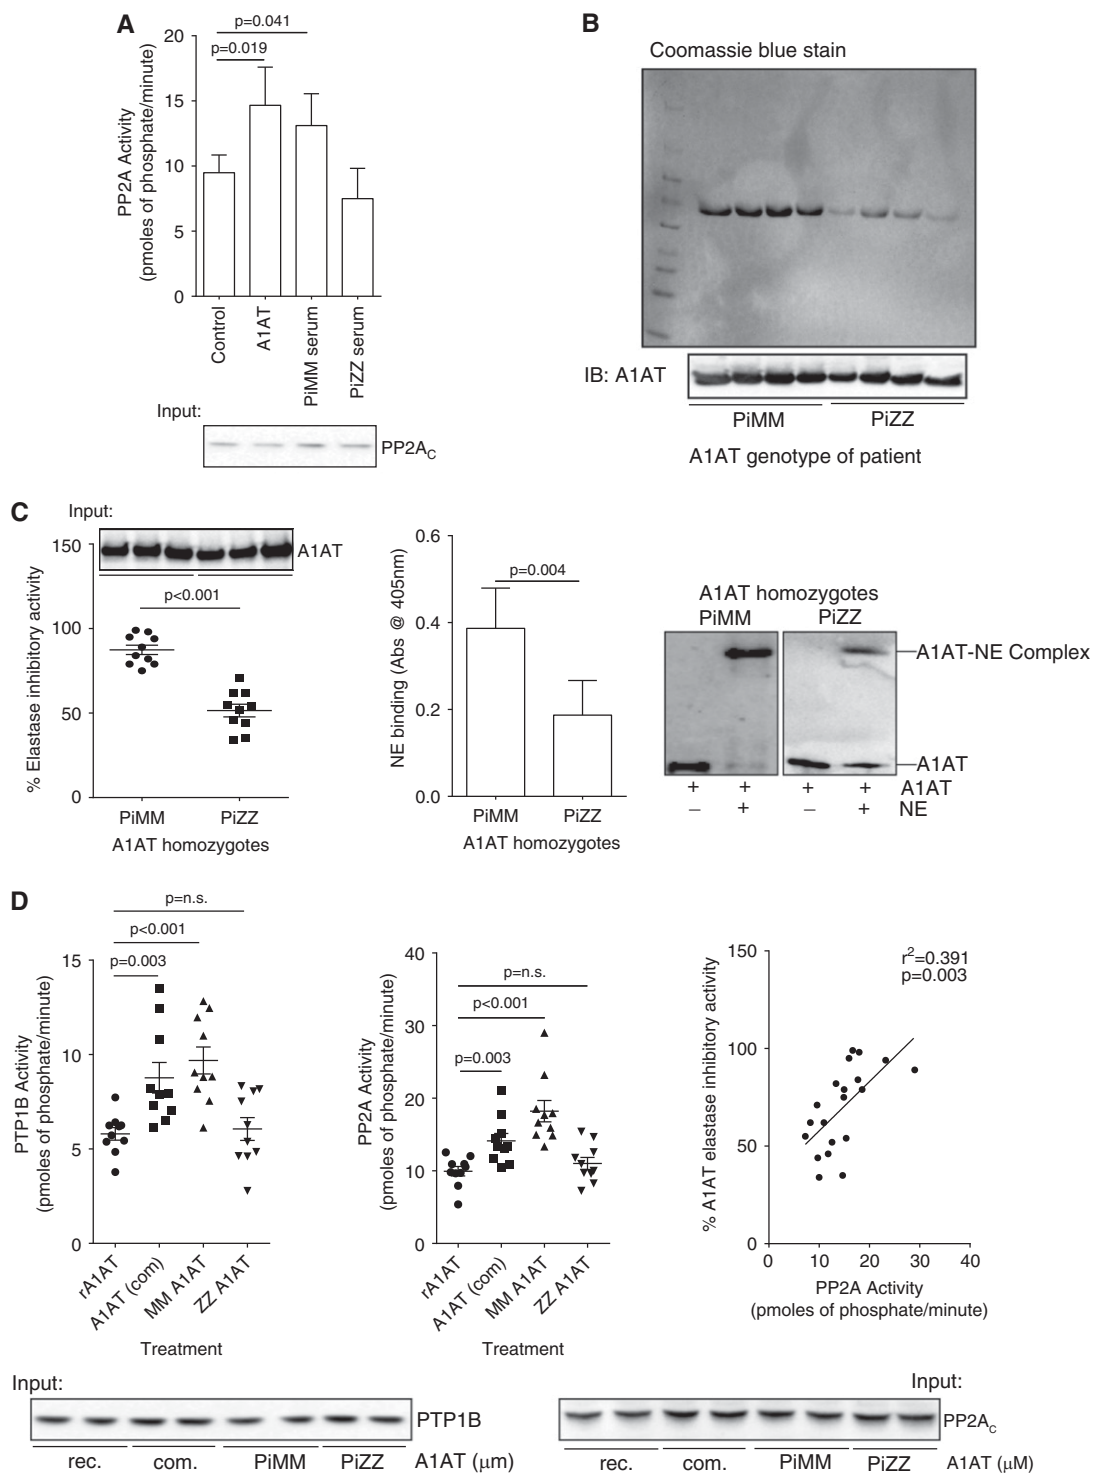 A
p=0.041
p=0.019
PP2A Activity
(pmoles of phosphate/minute)
20
15
10
5
0
Control
A1AT
PiMM serum
PiZZ serum
Input:
PP2AC
B
Coomassie blue stain
IB: A1AT
PiMM
PiZZ
A1AT genotype of patient
C
Input:
A1AT
% Elastase inhibitory activity
150
100
50
0
p<0.001
PiMM
PiZZ
A1AT homozygotes
NE binding (Abs @ 405nm)
0.6
0.4
0.2
0.0
p=0.004
PiMM
PiZZ
A1AT homozygotes
A1AT homozygotes
PiMM
PiZZ
A1AT-NE Complex
A1AT
+ + + + A1AT
– + – + NE
D
p=n.s.
p<0.001
p=0.003
PTP1B Activity
(pmoles of phosphate/minute)
15
10
5
0
rA1AT
A1AT (com)
MM A1AT
ZZ A1AT
Treatment
p=n.s.
p<0.001
p=0.003
PP2A Activity
(pmoles of phosphate/minute)
40
30
20
10
0
rA1AT
A1AT (com)
MM A1AT
ZZ A1AT
Treatment
r2=0.391
p=0.003
% A1AT elastase inhibitory activity
150
100
50
0
0 10 20 30 40
PP2A Activity
(pmoles of phosphate/minute)
Input:
PTP1B
rec. com. PiMM PiZZ A1AT (μm)
Input:
PP2AC
rec. com. PiMM PiZZ A1AT (μM)